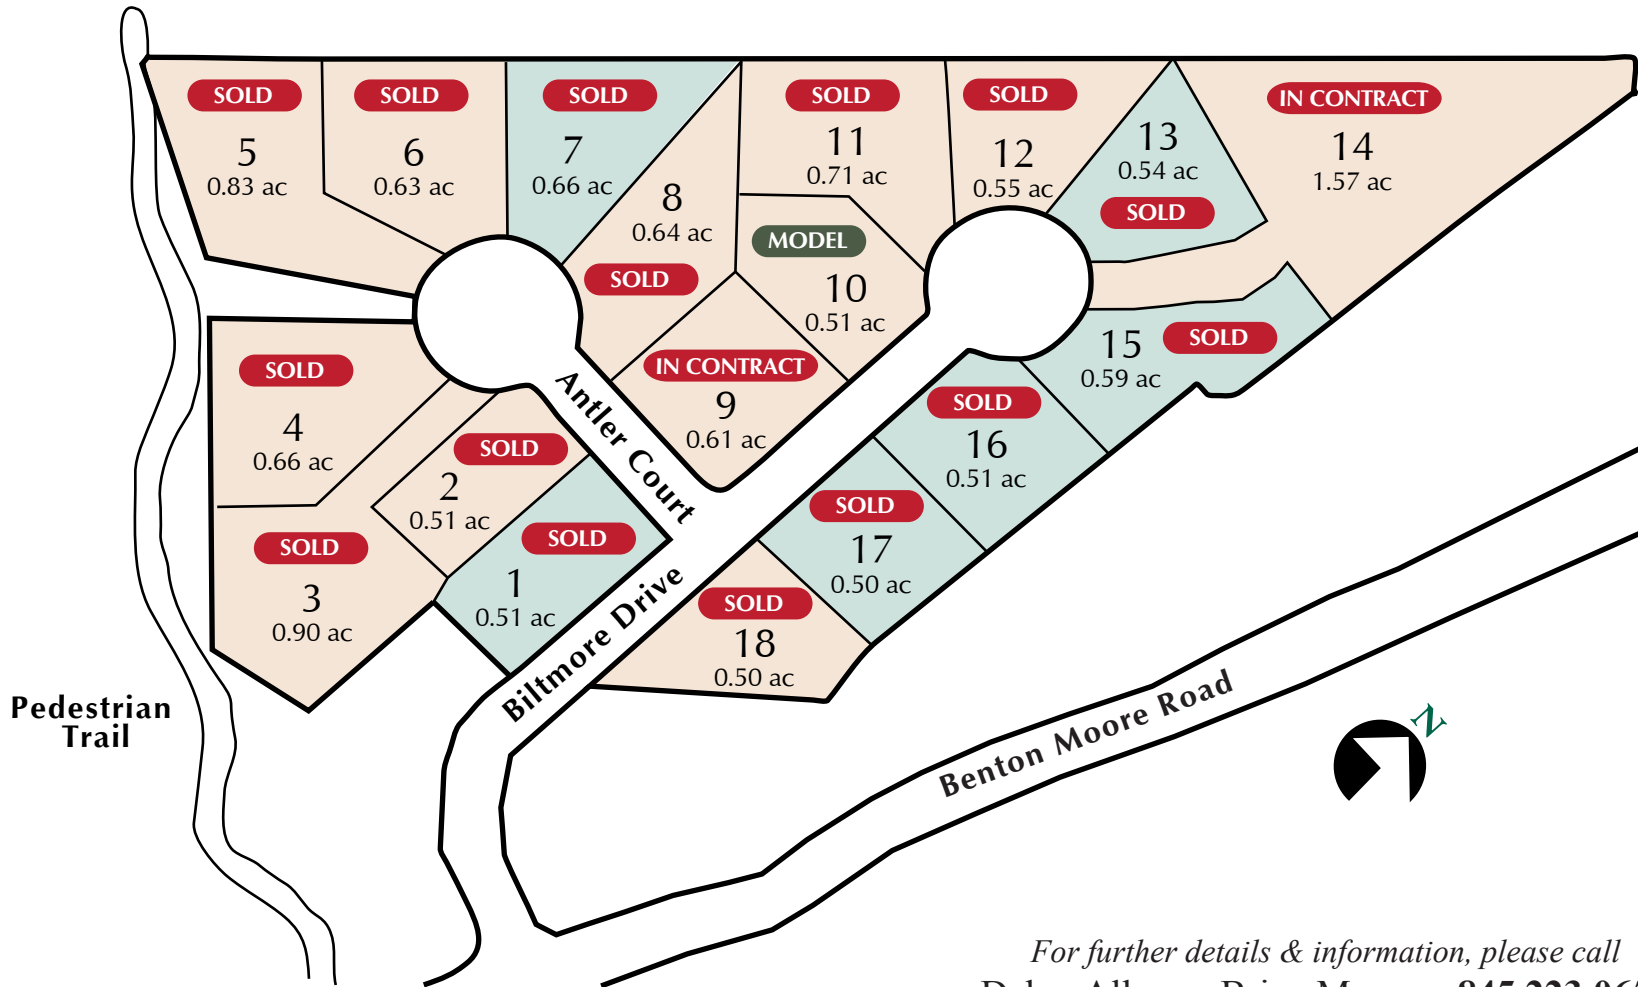 SOLD
5
0.83 ac
SOLD
6
0.63 ac
SOLD
7
0.66 ac
8
0.64 ac
SOLD
SOLD
11
0.71 ac
MODEL
10
0.51 ac
SOLD
12
0.55 ac
13
0.54 ac
SOLD
IN CONTRACT
14
1.57 ac
SOLD
4
0.66 ac
SOLD
2
0.51 ac
SOLD
3
0.90 ac
SOLD
1
0.51 ac
IN CONTRACT
9
0.61 ac
15
0.59 ac
SOLD
SOLD
16
0.51 ac
SOLD
17
0.50 ac
SOLD
18
0.50 ac
Antler Court
Biltmore Drive
Pedestrian
Trail
Benton Moore Road
N
For further details & information, please call